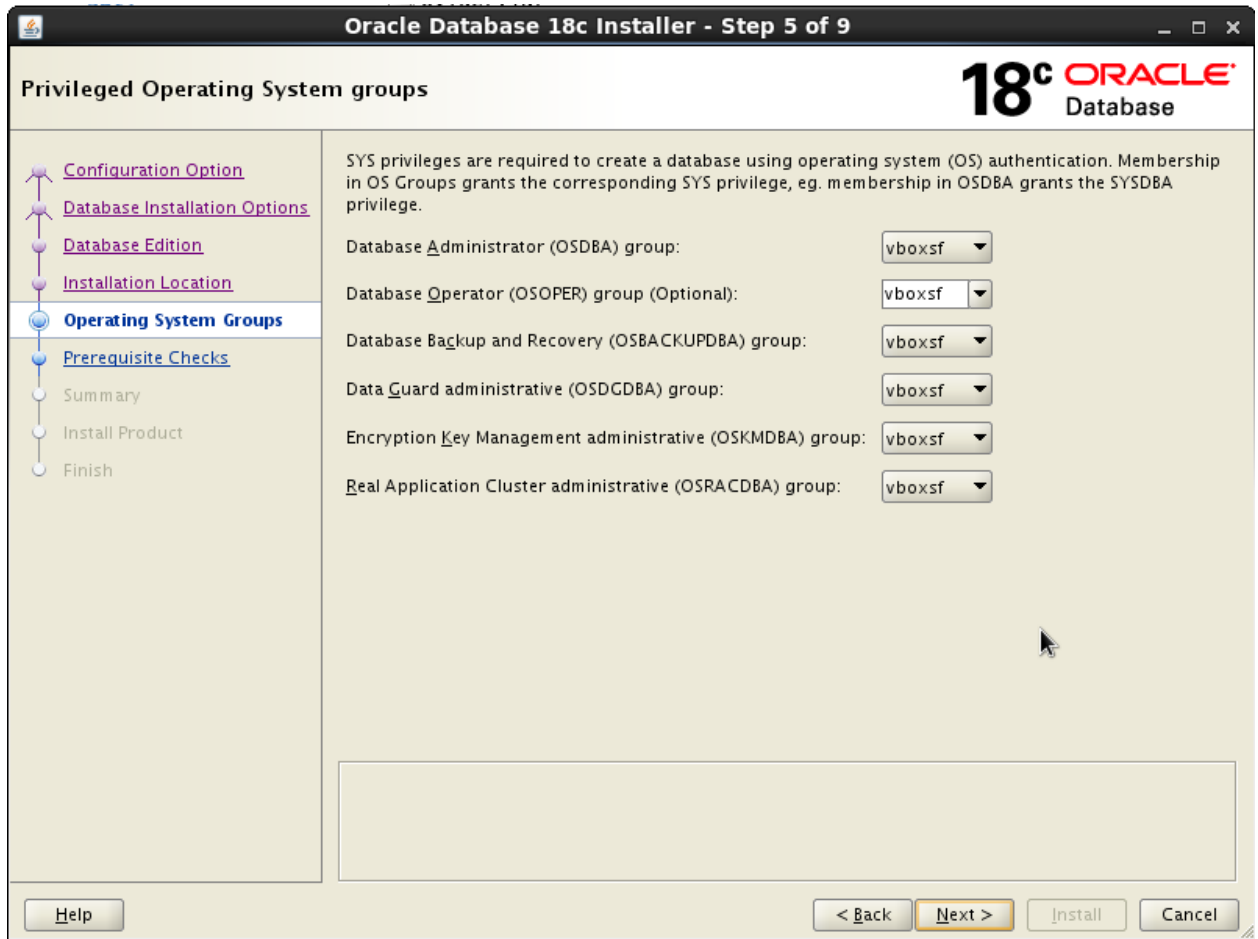 Oracle Database 18c Installer - Step 5 of 9
Privileged Operating System groups
18c ORACLE
Database
Configuration Option
Database Installation Options
Database Edition
Installation Location
Operating System Groups
Prerequisite Checks
Summary
Install Product
Finish
SYS privileges are required to create a database using operating system (OS) authentication. Membership
in OS Groups grants the corresponding SYS privilege, eg. membership in OSDBA grants the SYSDBA
privilege.
Database Administrator (OSDBA) group: vboxsf
Database Operator (OSOPER) group (Optional): vboxsf
Database Backup and Recovery (OSBACKUPDBA) group: vboxsf
Data Guard administrative (OSDGDBA) group: vboxsf
Encryption Key Management administrative (OSKMDBA) group: vboxsf
Real Application Cluster administrative (OSRACDBA) group: vboxsf
Help
< Back
Next >
Install
Cancel